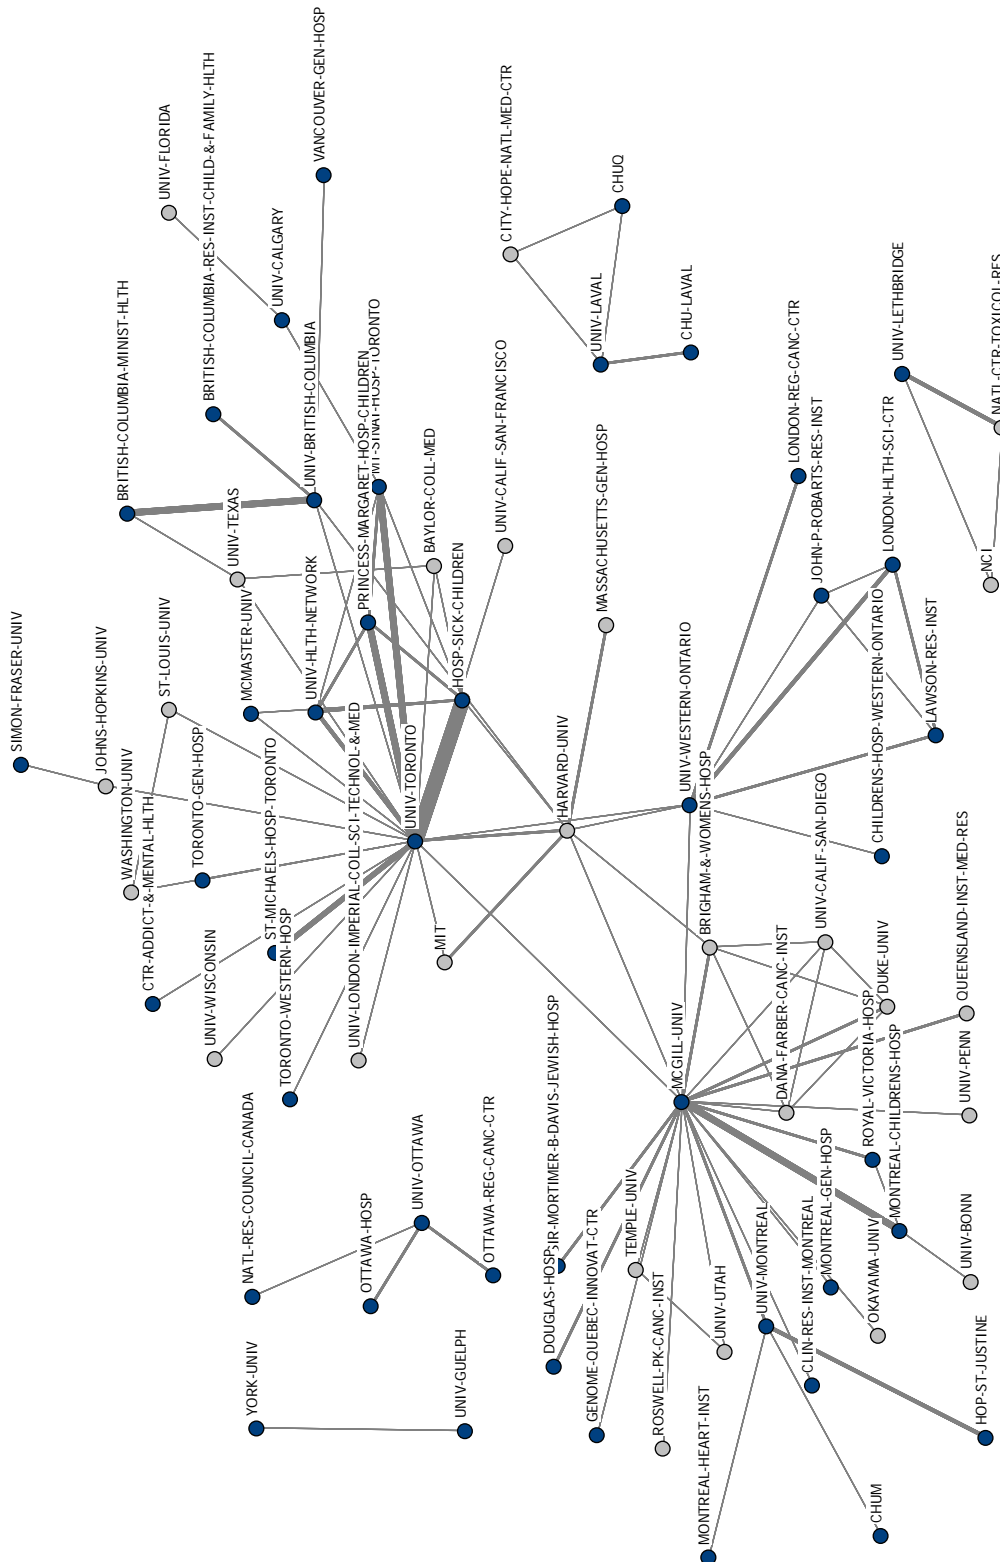 VANCOUVER-GEN-HOSP
BRITISH-COLUMBIA-RES-INST-CHILD-&-FAMILY-HLTH
UNIV-FLORIDA
CITY-HOPE-NATL-MED-CTR
CHUQ
UNIV-CALGARY
BRITISH-COLUMBIA-MINIST-HLTH
UNIV-BRITISH-COLUMBIA
MT-SINAI-HOSP-TORONTO
UNIV-LAVAL
CHU-LAVAL
UNIV-LETHBRIDGE
NATL-CTR-TOXICOL-RES
LONDON-REG-CANC-CTR
UNIV-CALIF-SAN-FRANCISCO
PRINCESS-MARGARET-HOSP-CHILDREN
BAYLOR-COLL-MED
UNIV-TEXAS
JOHN-P-ROBARTS-RES-INST
LONDON-HLTH-SCI-CTR
MASSACHUSETTS-GEN-HOSP
NCI
SIMON-FRASER-UNIV
ST-LOUIS-UNIV
MCMASTER-UNIV
UNIV-HLTH-NETWORK
HOSP-SICK-CHILDREN
JOHNS-HOPKINS-UNIV
UNIV-WESTERN-ONTARIO
CHILDRENS-HOSP-WESTERN-ONTARIO
LAWSON-RES-INST
WASHINGTON-UNIV
TORONTO-GEN-HOSP
UNIV-TORONTO
HARVARD-UNIV
CTR-ADDICT-&-MENTAL-HLTH
ST-MICHAELS-HOSP-TORONTO
UNIV-LONDON-IMPERIAL-COLL-SCI-TECHNOL-&-MED
BRIGHAM-&-WOMENS-HOSP
UNIV-CALIF-SAN-DIEGO
UNIV-WISCONSIN
TORONTO-WESTERN-HOSP
MIT
DUKE-UNIV
QUEENSLAND-INST-MED-RES
MCGILL-UNIV
DANA-FARBER-CANC-INST
UNIV-PENN
SIR-MORTIMER-B-DAVIS-JEWISH-HOSP
ROYAL-VICTORIA-HOSP
MONTREAL-CHILDRENS-HOSP
NATL-RES-COUNCIL-CANADA
UNIV-OTTAWA
OTTAWA-HOSP
OTTAWA-REG-CANC-CTR
TEMPLE-UNIV
MONTREAL-GEN-HOSP
UNIV-BONN
DOUGLAS-HOSP
GENOME-QUEBEC-INNOVAT-CTR
UNIV-UTAH
UNIV-MONTREAL
OKAYAMA-UNIV
CLIN-RES-INST-MONTREAL
YORK-UNIV
UNIV-GUELPH
ROSWELL-PK-CANC-INST
HOP-ST-JUSTINE
MONTREAL-HEART-INST
CHUM